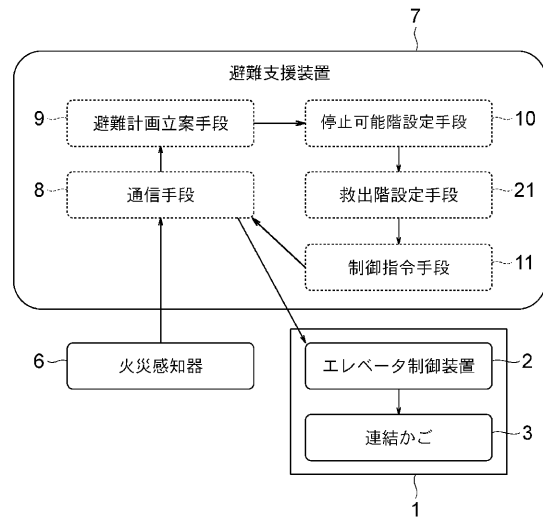 7
避難支援装置
9 避難計画立案手段 停止可能階設定手段 10
8 通信手段 救出階設定手段 21
制御指令手段 11
6 火災感知器 エレベータ制御装置 2
連結かご 3
1